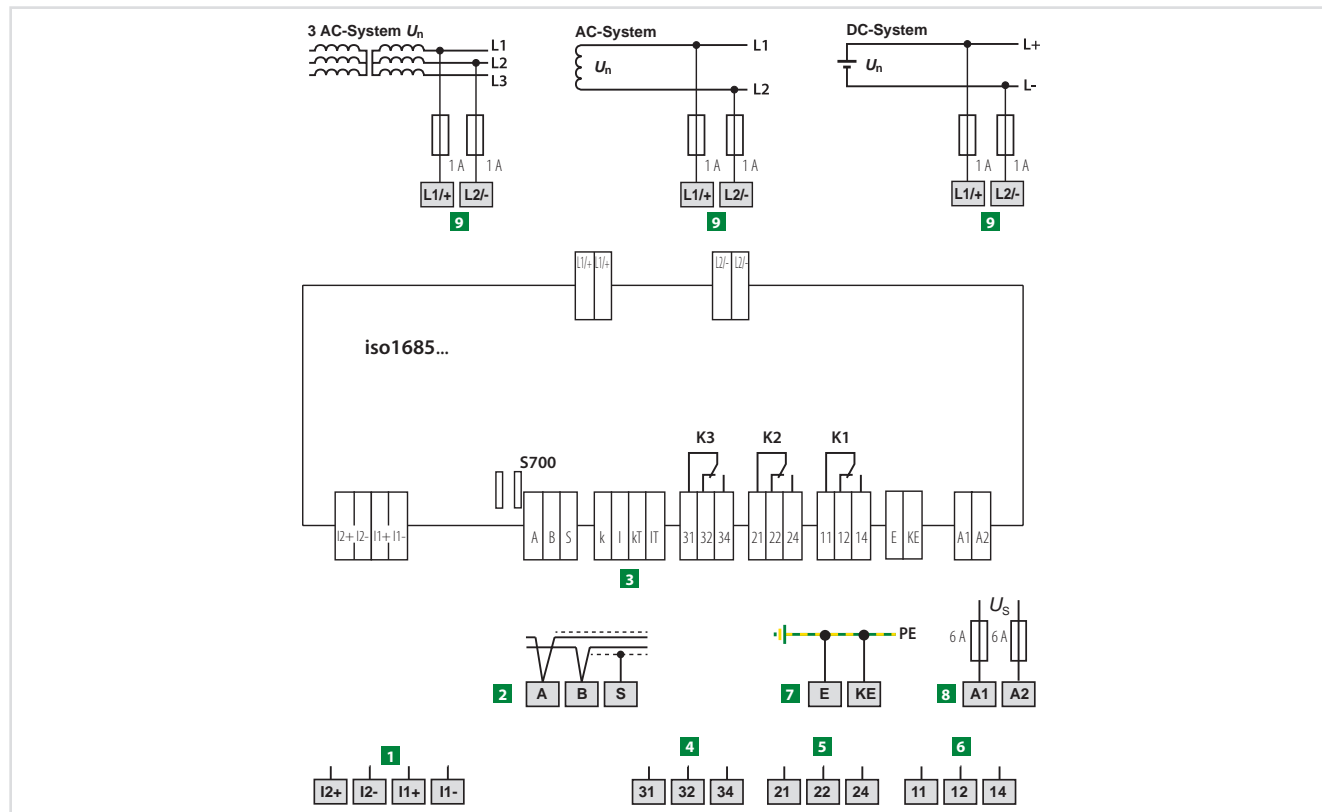 3 AC-System Un
L1
L2
L3
1 A
1 A
L1/+
L2/-
9
AC-System
Un
L1
L2
1 A
1 A
L1/+
L2/-
9
DC-System
Un
L+
L-
1 A
1 A
L1/+
L2/-
9
L1/+ L1/+
L2/- L2/-
iso1685...
S700
K3
K2
K1
I2+ I2- I1+ I1-
A B S
k l kT lT
31 32 34
21 22 24
11 12 14
E KE
A1 A2
3
2
A B S
7
PE
E KE
US
6 A 6 A
8
A1 A2
1
I2+ I2- I1+ I1-
4
31 32 34
5
21 22 24
6
11 12 14